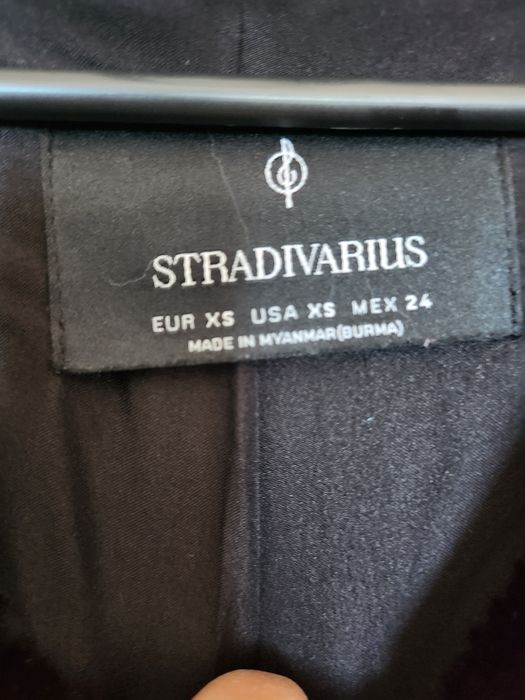 STRADIVARIUS
EUR XS USA XS MEX 24
MADE IN MYANMAR(BURMA)